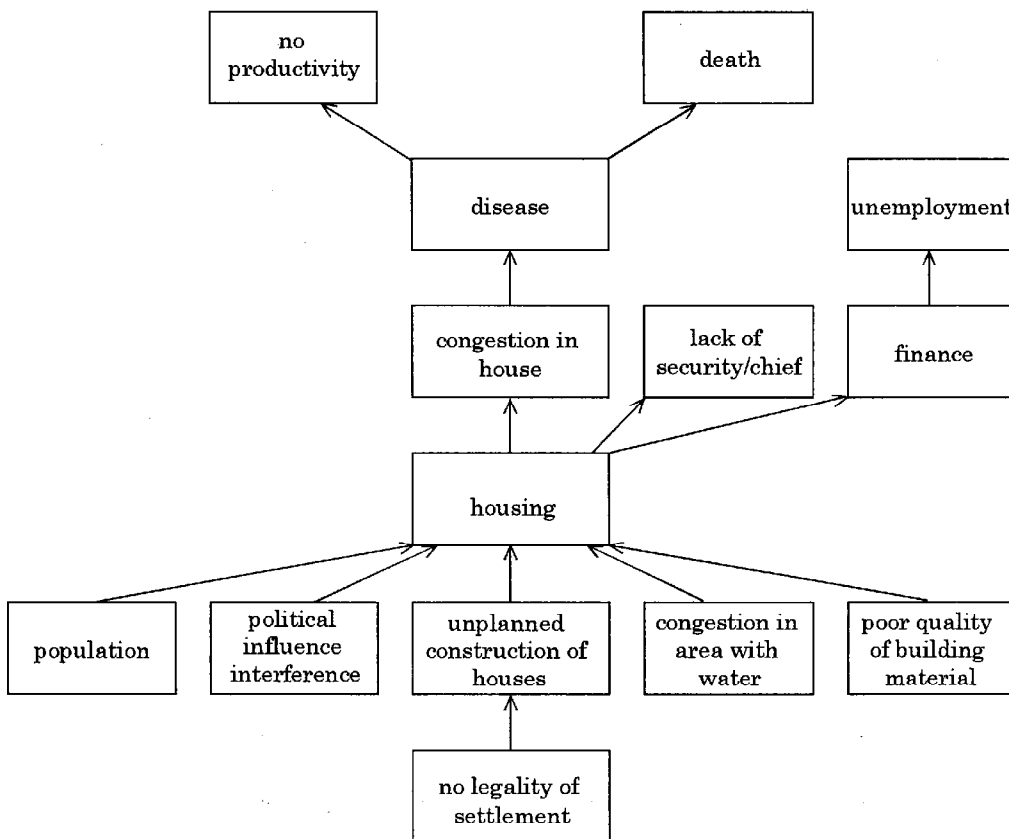 no
productivity
death
disease
unemployment
congestion in
house
lack of
security/chief
finance
housing
population
political
influence
interference
unplanned
construction of
houses
congestion in
area with
water
poor quality
of building
material
no legality of
settlement